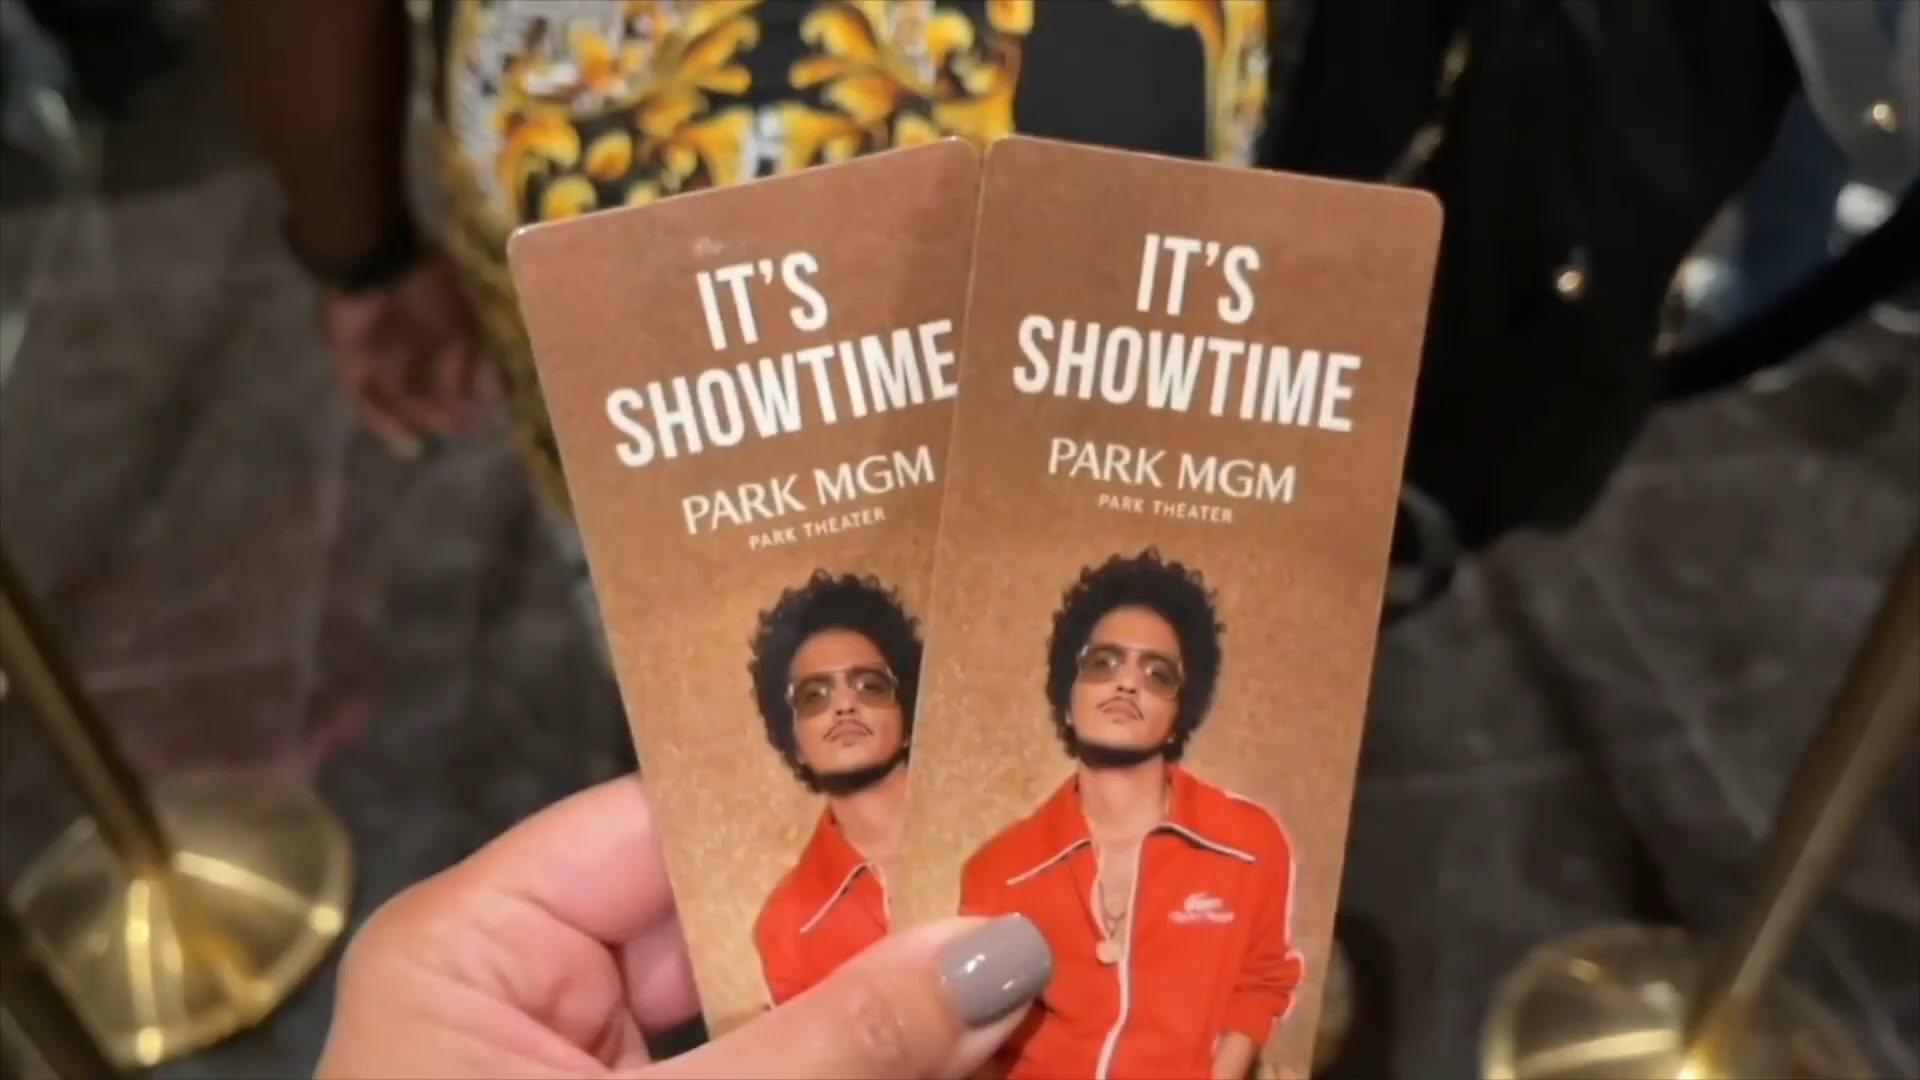 IT'S
SHOWTIME
PARK MGM
PARK THEATER
IT'S
SHOWTIME
PARK MGM
PARK THEATER